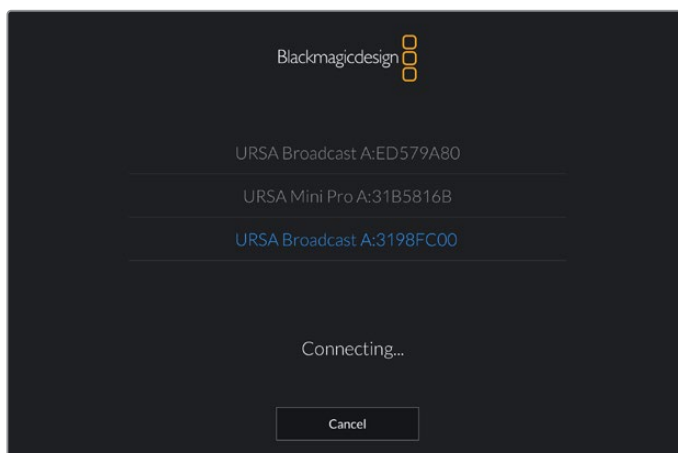 Blackmagicdesign
URSA Broadcast A:ED579A80
URSA Mini Pro A:31B5816B
URSA Broadcast A:3198FC00
Connecting...
Cancel